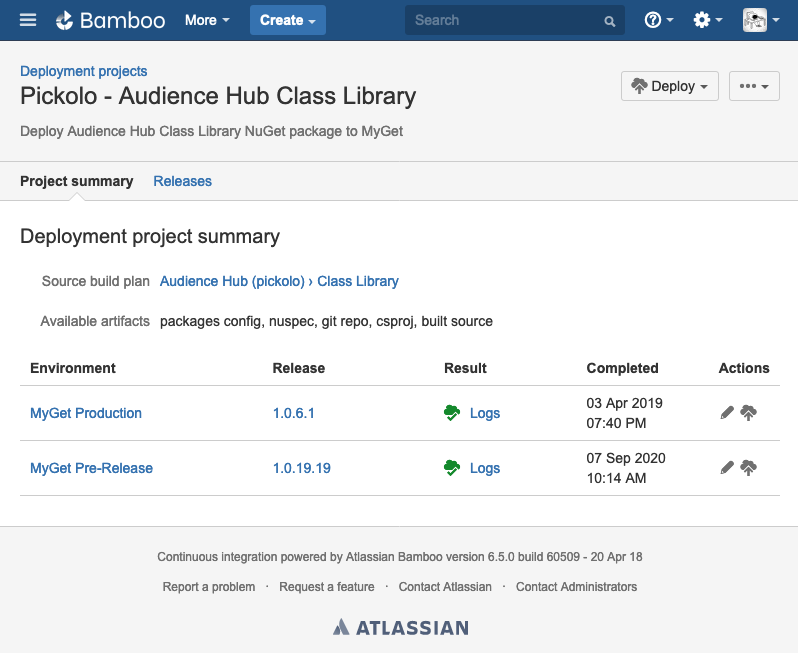 Bamboo More Create Search
Deployment projects
Pickolo - Audience Hub Class Library
Deploy
Deploy Audience Hub Class Library NuGet package to MyGet
Project summary Releases
Deployment project summary
Source build plan Audience Hub (pickolo) › Class Library
Available artifacts packages config, nuspec, git repo, csproj, built source
Environment Release Result Completed Actions
MyGet Production 1.0.6.1 Logs 03 Apr 2019
07:40 PM
MyGet Pre-Release 1.0.19.19 Logs 07 Sep 2020
10:14 AM
Continuous integration powered by Atlassian Bamboo version 6.5.0 build 60509 - 20 Apr 18
Report a problem · Request a feature · Contact Atlassian · Contact Administrators
ATLASSIAN